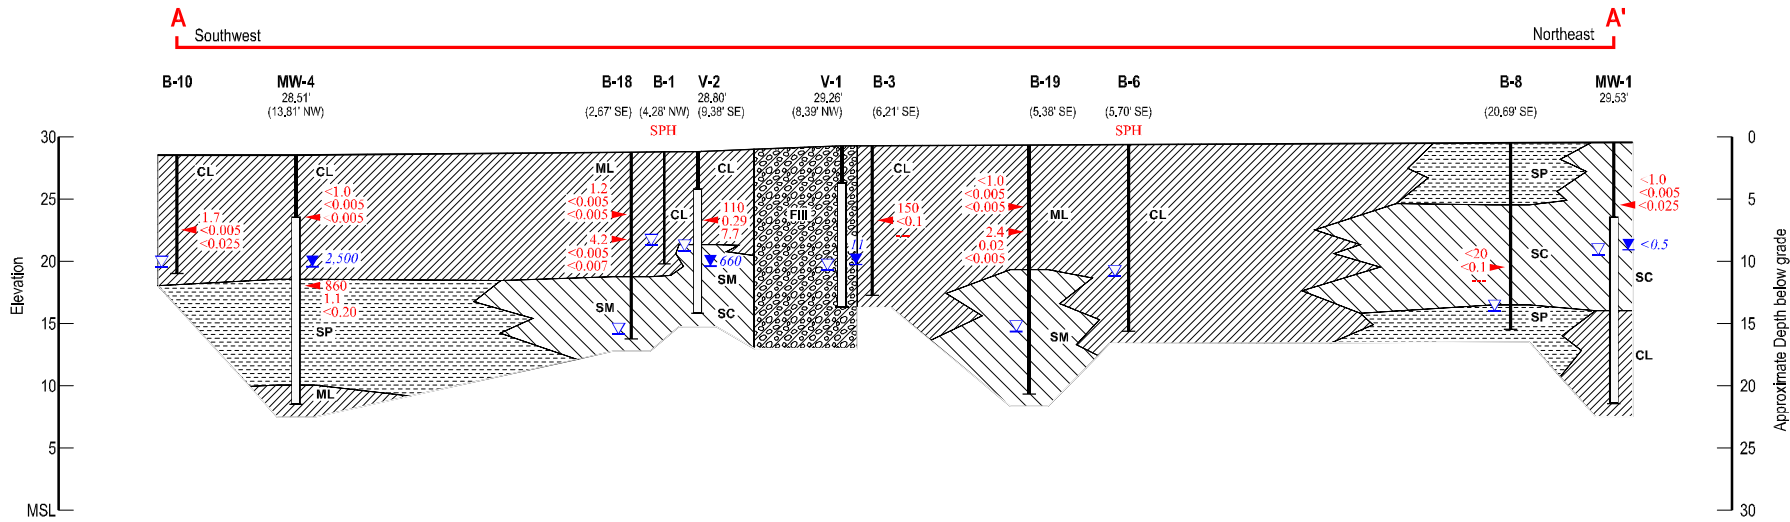 A
A'
Southwest
Northeast
B-10
MW-4
28.51'
(13.81' NW)
B-18
(2.67' SE)
B-1
(4.28' NW)
SPH
V-2
28.80'
(9.38' SE)
V-1
29.26'
(8.39' NW)
B-3
(6.21' SE)
B-19
(5.38' SE)
B-6
(5.70' SE)
SPH
B-8
(20.69' SE)
MW-1
29.53'
30
25
20
15
10
5
MSL
Elevation
0
5
10
15
20
25
30
Approximate Depth below grade
CL
1.7
<0.005
<0.025
CL
<1.0
<0.005
<0.005
2,500
860
1.1
<0.20
SP
ML
ML
1.2
<0.005
<0.005
4.2
<0.005
<0.007
SM
CL
CL
110
0.29
7.7
660
SM
SC
Fill
11
CL
150
<0.1
--
<1.0
<0.005
<0.005
2.4
0.02
<0.005
ML
SM
CL
SP
<20
<0.1
---
SC
SP
<1.0
<0.005
<0.025
<0.5
SC
CL